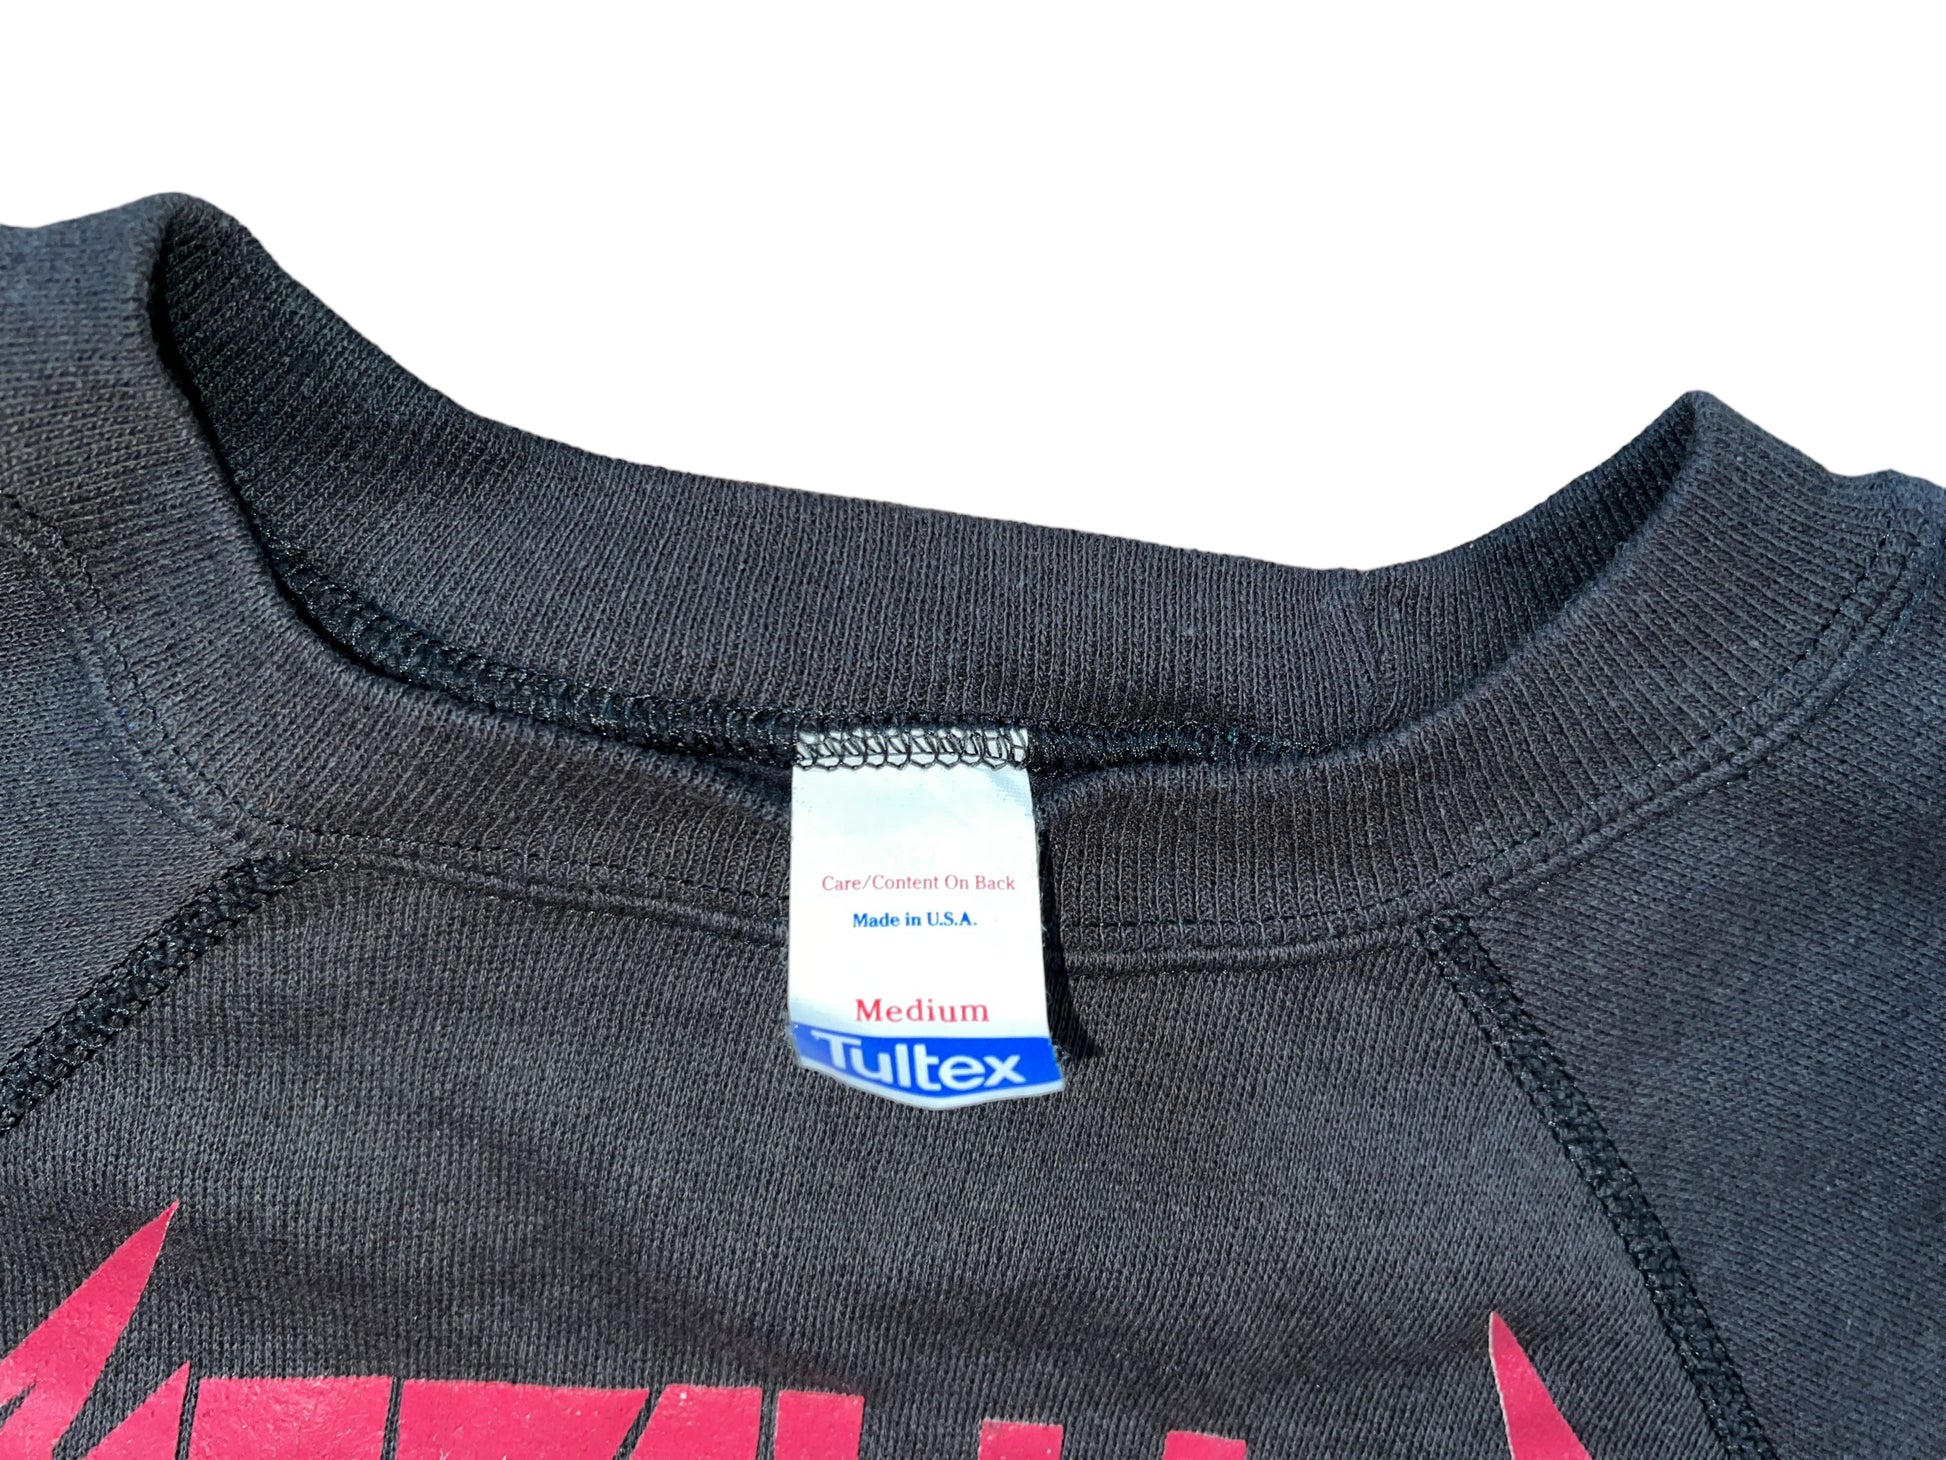 Care/Content On Back
Made in U.S.A.
Medium
Tultex